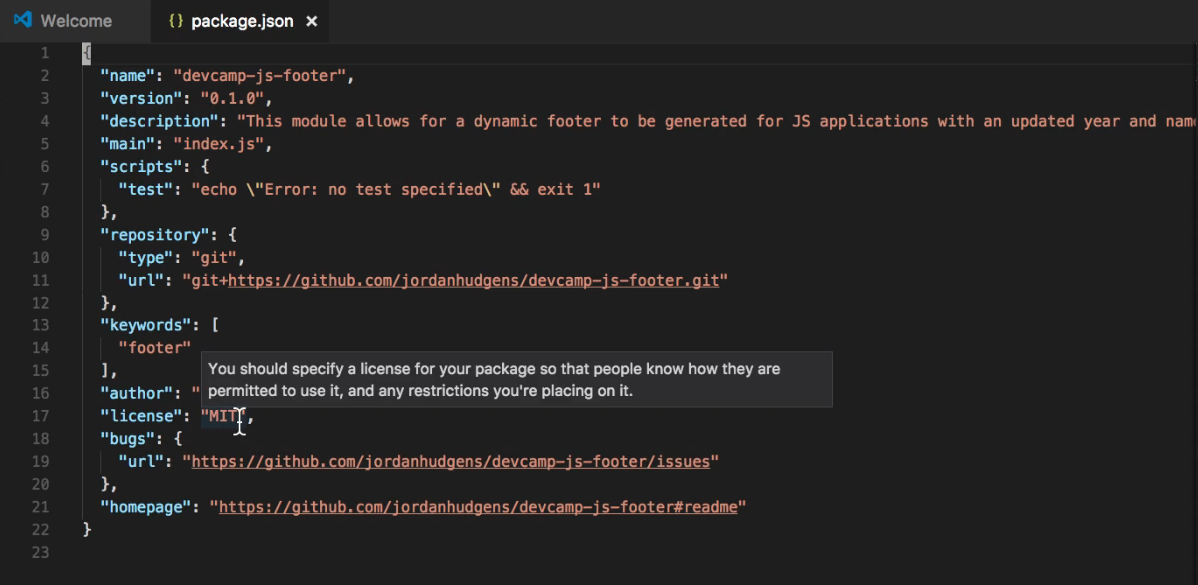 Welcome
{} package.json ×
1 {
2 "name": "devcamp-js-footer",
3 "version": "0.1.0",
4 "description": "This module allows for a dynamic footer to be generated for JS applications with an updated year and nam
5 "main": "index.js",
6 "scripts": {
7 "test": "echo \"Error: no test specified\" && exit 1"
8 },
9 "repository": {
10 "type": "git",
11 "url": "git+https://github.com/jordanhudgens/devcamp-js-footer.git"
12 },
13 "keywords": [
14 "footer"
You should specify a license for your package so that people know how they are
permitted to use it, and any restrictions you're placing on it.
15 ],
16 "author": "
17 "license": "MIT",
18 "bugs": {
19 "url": "https://github.com/jordanhudgens/devcamp-js-footer/issues"
20 },
21 "homepage": "https://github.com/jordanhudgens/devcamp-js-footer#readme"
22 }
23